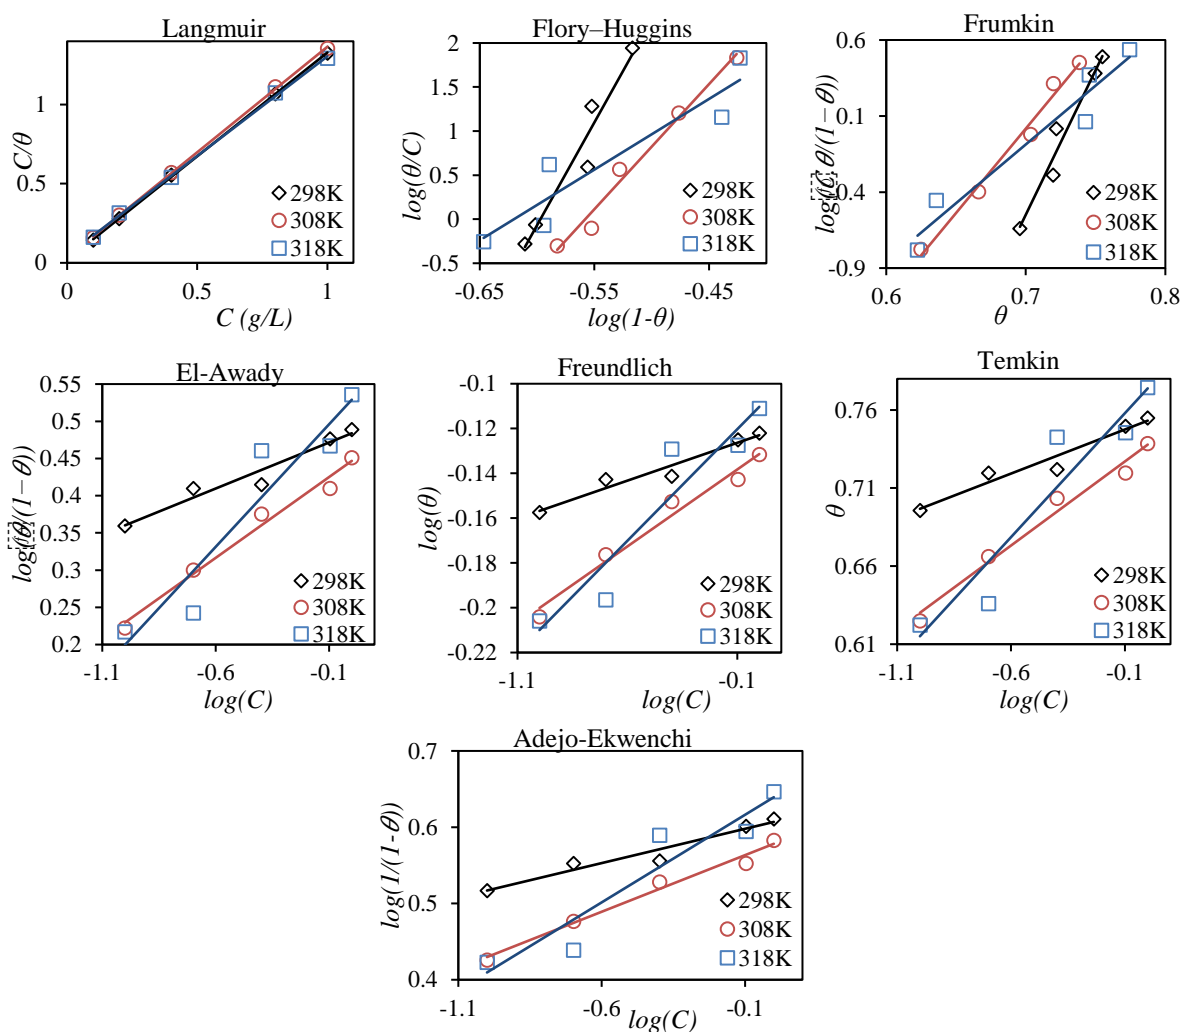 Langmuir
C/θ
1
0.5
0
0
0.5
1
298K
308K
318K
C (g/L)
Flory–Huggins
log(θ/C)
2
1.5
1
0.5
0
-0.5
-0.65
-0.55
-0.45
298K
308K
318K
log(1-θ)
Frumkin
0.6
0.1
-0.4
-0.9
0.6
0.7
0.8
298K
308K
318K
θ
El-Awady
0.55
0.5
0.45
0.4
0.35
0.3
0.25
0.2
-1.1
-0.6
-0.1
298K
308K
318K
log(C)
Freundlich
log(θ)
-0.1
-0.12
-0.14
-0.16
-0.18
-0.2
-0.22
-1.1
-0.1
298K
308K
318K
log(C)
Temkin
θ
0.76
0.71
0.66
0.61
-1.1
-0.6
-0.1
298K
308K
318K
log(C)
Adejo-Ekwenchi
log(1/(1-θ))
0.7
0.6
0.5
0.4
-1.1
-0.6
-0.1
298K
308K
318K
log(C)